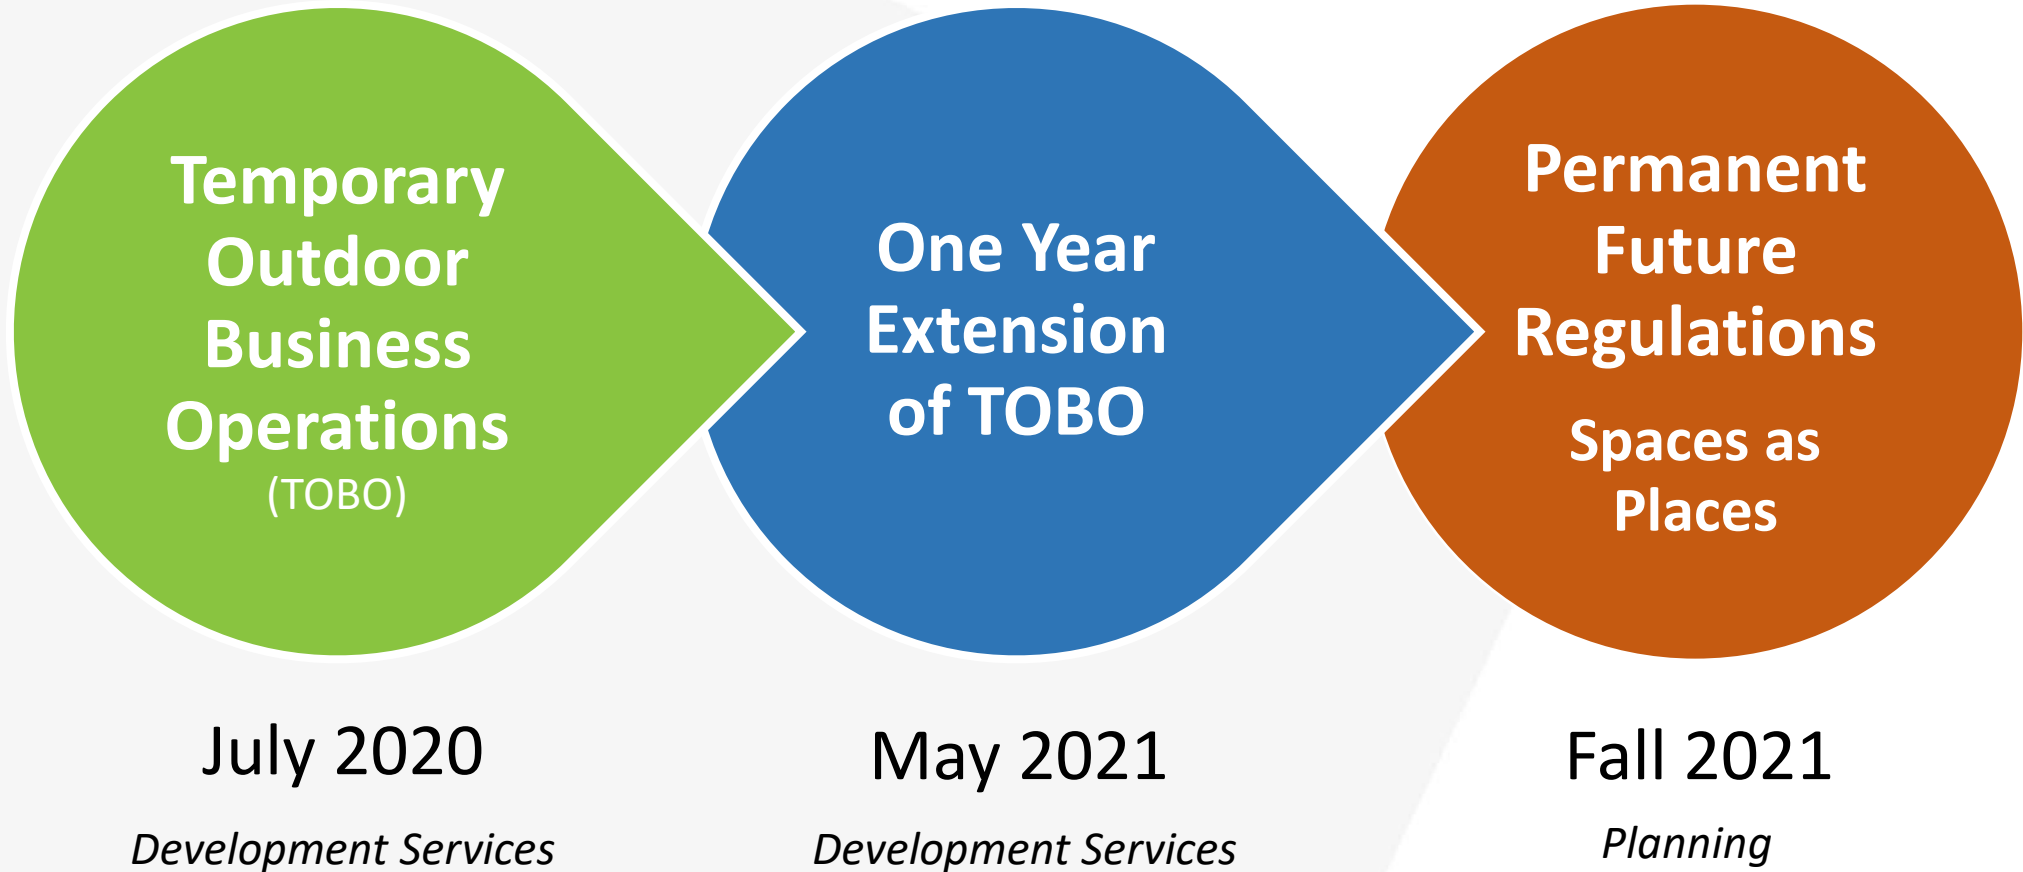 Temporary
Outdoor
Business
Operations
(TOBO)
July 2020
Development Services
One Year
Extension
of TOBO
May 2021
Development Services
Permanent
Future
Regulations
Spaces as
Places
Fall 2021
Planning